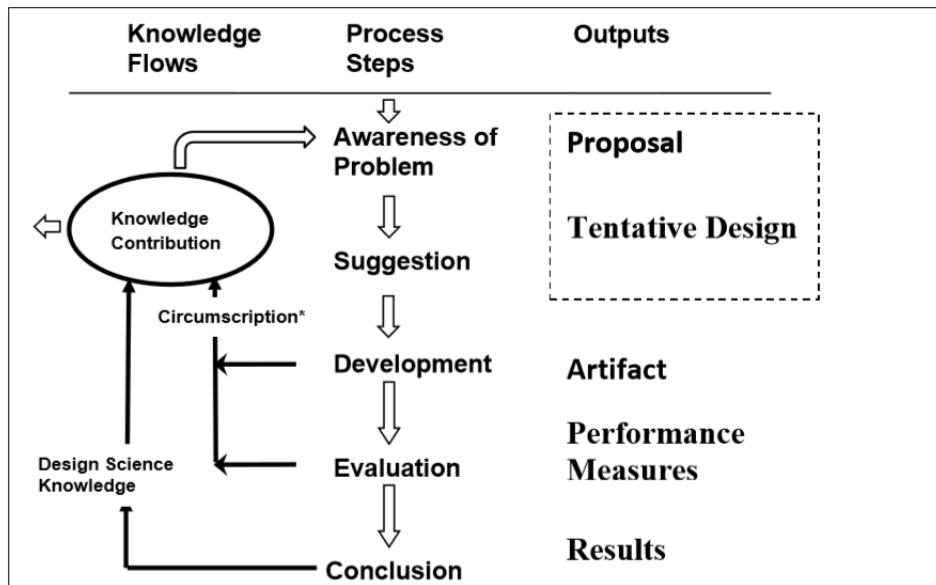 Knowledge
Flows
Process
Steps
Outputs
Awareness of
Problem
Proposal
Knowledge
Contribution
Tentative Design
Suggestion
Circumscription*
Development
Artifact
Performance
Measures
Design Science
Knowledge
Evaluation
Conclusion
Results